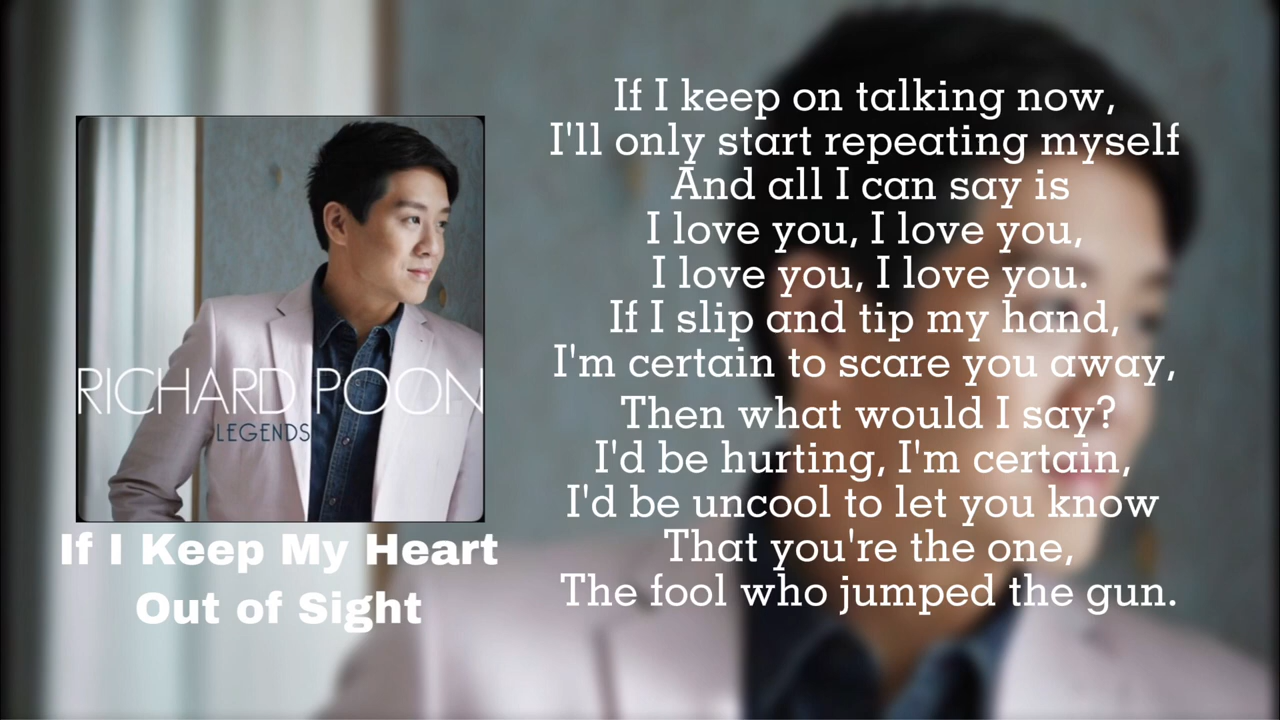 RICHARD POON
LEGENDS
If I Keep My Heart
Out of Sight
If I keep on talking now,
I'll only start repeating myself
And all I can say is
I love you, I love you,
I love you, I love you.
If I slip and tip my hand,
I'm certain to scare you away,
Then what would I say?
I'd be hurting, I'm certain,
I'd be uncool to let you know
That you're the one,
The fool who jumped the gun.